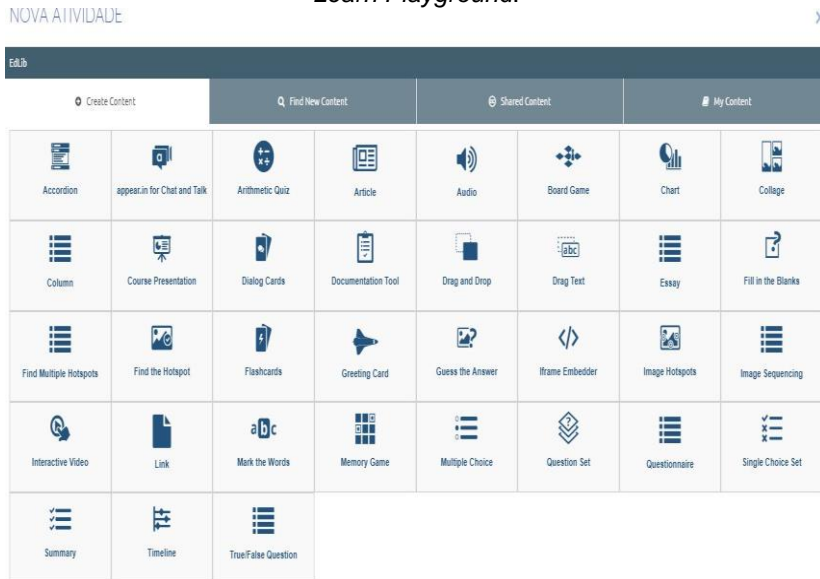 Learn Playground.
NOVA ATIVIDADE
EdLib
Create Content
Find New Content
Shared Content
My Content
Accordion
appear.in for Chat and Talk
Arithmetic Quiz
Article
Audio
Board Game
Chart
Collage
Column
Course Presentation
Dialog Cards
Documentation Tool
Drag and Drop
abc
Drag Text
Essay
Fill in the Blanks
Find Multiple Hotspots
Find the Hotspot
Flashcards
Greeting Card
Guess the Answer
Iframe Embedder
Image Hotspots
Image Sequencing
Interactive Video
Link
abc
Mark the Words
Memory Game
Multiple Choice
Question Set
Questionnaire
Single Choice Set
Summary
Timeline
True/False Question